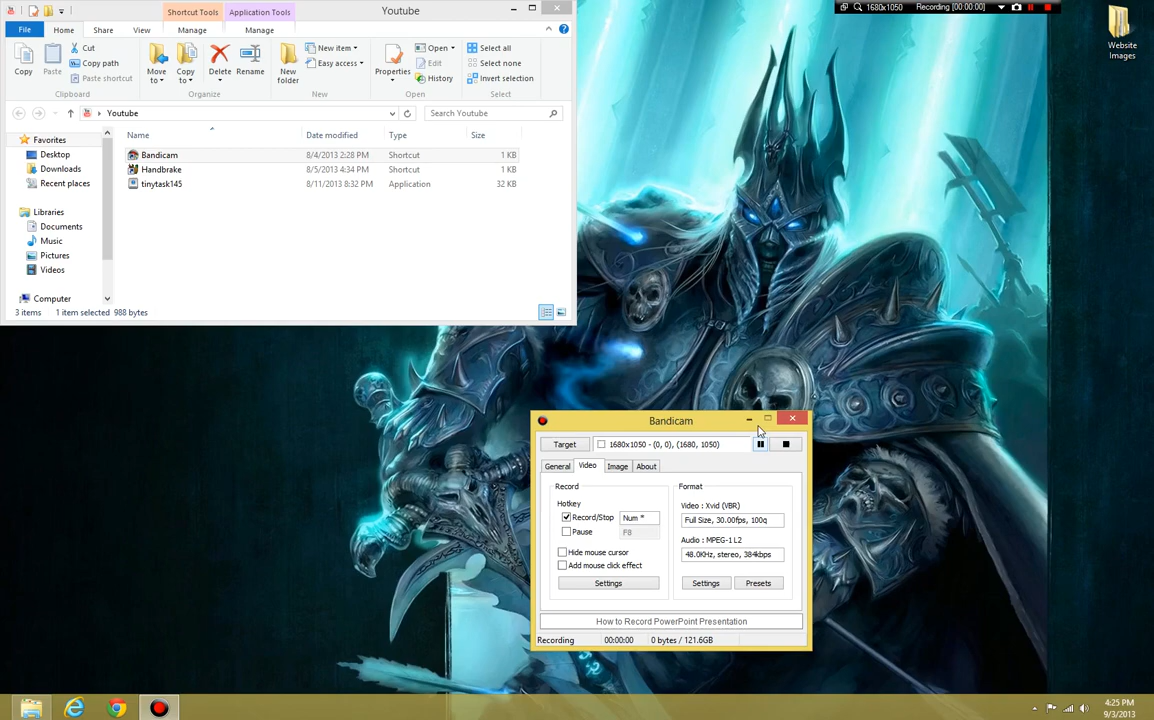 Shortcut Tools Application Tools Youtube
File Home Share View Manage Manage
Copy
Paste
Cut
Copy path
Paste shortcut
Clipboard
Move to
Copy to
Delete
Rename
Organize
New folder
New item
Easy access
New
Properties
Open
Edit
History
Open
Select all
Select none
Invert selection
Select
Youtube
Search Youtube
Name Date modified Type Size
Bandicam 8/4/2013 2:28 PM Shortcut 1 KB
Handbrake 8/5/2013 4:34 PM Shortcut 1 KB
tinytask145 8/11/2013 8:32 PM Application 32 KB
Favorites
Desktop
Downloads
Recent places
Libraries
Documents
Music
Pictures
Videos
Computer
3 items 1 item selected 988 bytes
1680x1050 Recording [00:00:00]
Website
Images
Bandicam
Target 1680x1050 - (0, 0), (1680, 1050)
General Video Image About
Record
Hotkey
Record/Stop Num *
Pause F8
Hide mouse cursor
Add mouse click effect
Settings
Format
Video : Xvid (VBR)
Full Size, 30.00fps, 100q
Audio : MPEG-1 L2
48.0KHz, stereo, 384kbps
Settings Presets
How to Record PowerPoint Presentation
Recording 00:00:00 0 bytes / 121.6GB
4:25 PM
9/3/2013